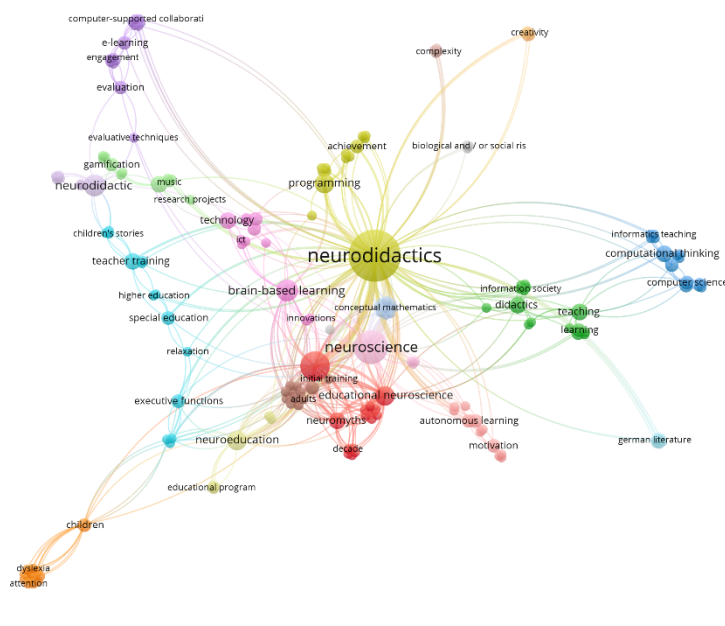 computer-supported collaborati
creativity
e-learning
complexity
engagement
evaluation
evaluative techniques
achievement
biological and / or social ris
gamification
neurodidactic
music
programming
research projects
technology
children's stories
ict
informatics teaching
neurodidactics
computational thinking
teacher training
computer science
brain-based learning
information society
higher education
didactics
conceptual mathematics
teaching
special education
innovations
learning
neuroscience
relaxation
initial training
executive functions
adults
educational neuroscience
neuromyths
autonomous learning
neuroeducation
german literature
motivation
decade
educational program
children
dyslexia
attention